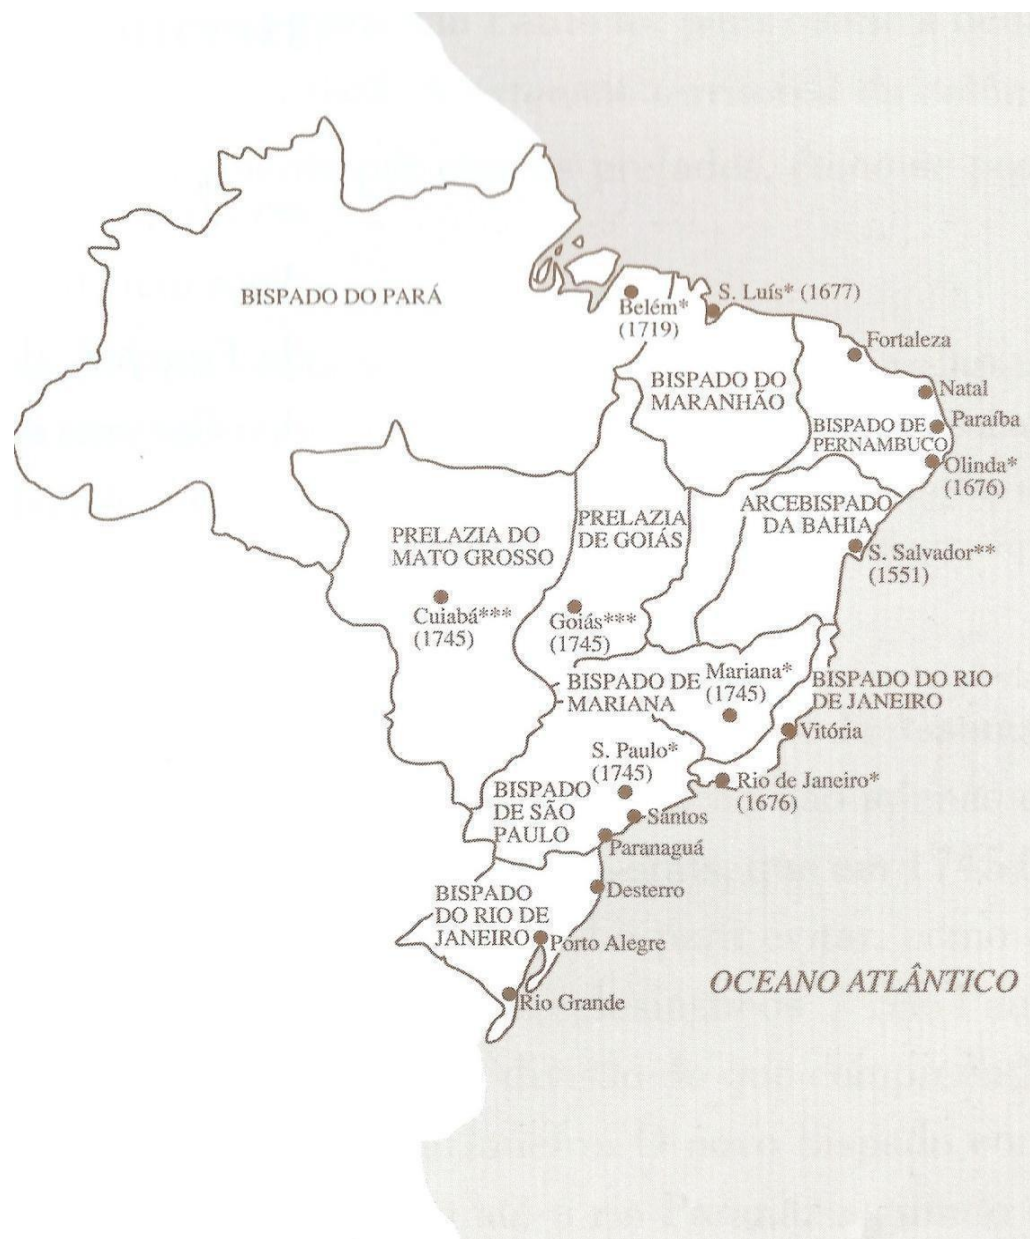 BISPADO DO PARÁ
Belém*
(1719)
S. Luís* (1677)
Fortaleza
BISPADO DO
MARANHÃO
Natal
BISPADO DE
PERNAMBUCO
Paraíba
Olinda*
(1676)
ARCEBISPADO
DA BAHIA
PRELAZIA DO
MATO GROSSO
PRELAZIA
DE GOIÁS
S. Salvador**
(1551)
Cuiabá***
(1745)
Goiás***
(1745)
BISPADO DE
MARIANA
Mariana*
(1745)
BISPADO DO RIO
DE JANEIRO
Vitória
S. Paulo*
(1745)
Rio de Janeiro*
(1676)
BISPADO
DE SÃO
PAULO
Santos
Paranaguá
Desterro
BISPADO
DO RIO DE
JANEIRO
Porto Alegre
Rio Grande
OCEANO ATLÂNTICO